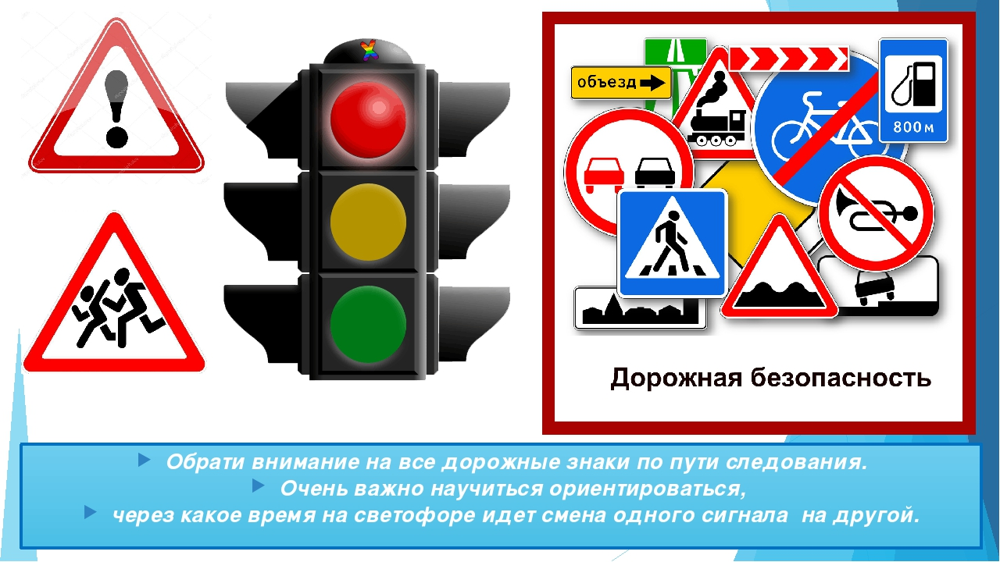 объезд
800 м
Дорожная безопасность
Обрати внимание на все дорожные знаки по пути следования.
Очень важно научиться ориентироваться,
через какое время на светофоре идет смена одного сигнала на другой.